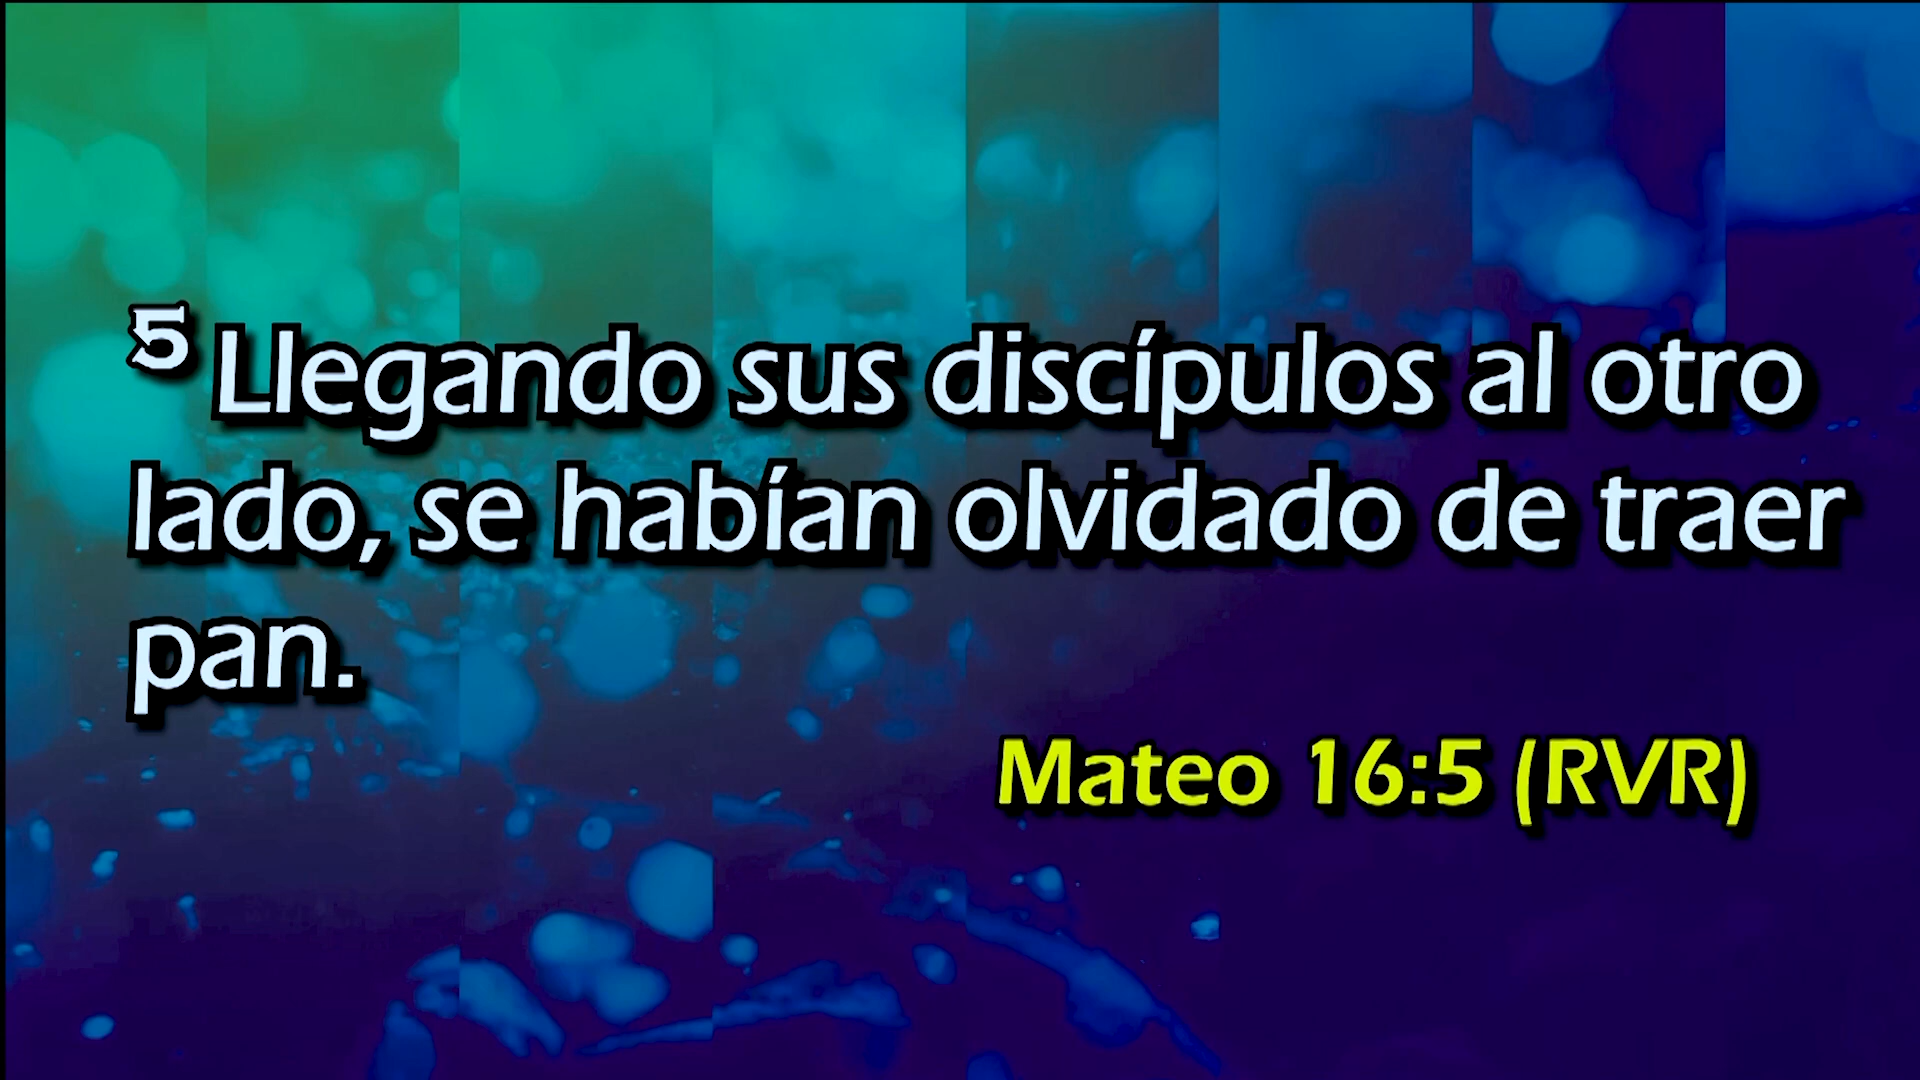 5 Llegando sus discípulos al otro
lado, se habían olvidado de traer
pan.
Mateo 16:5 (RVR)